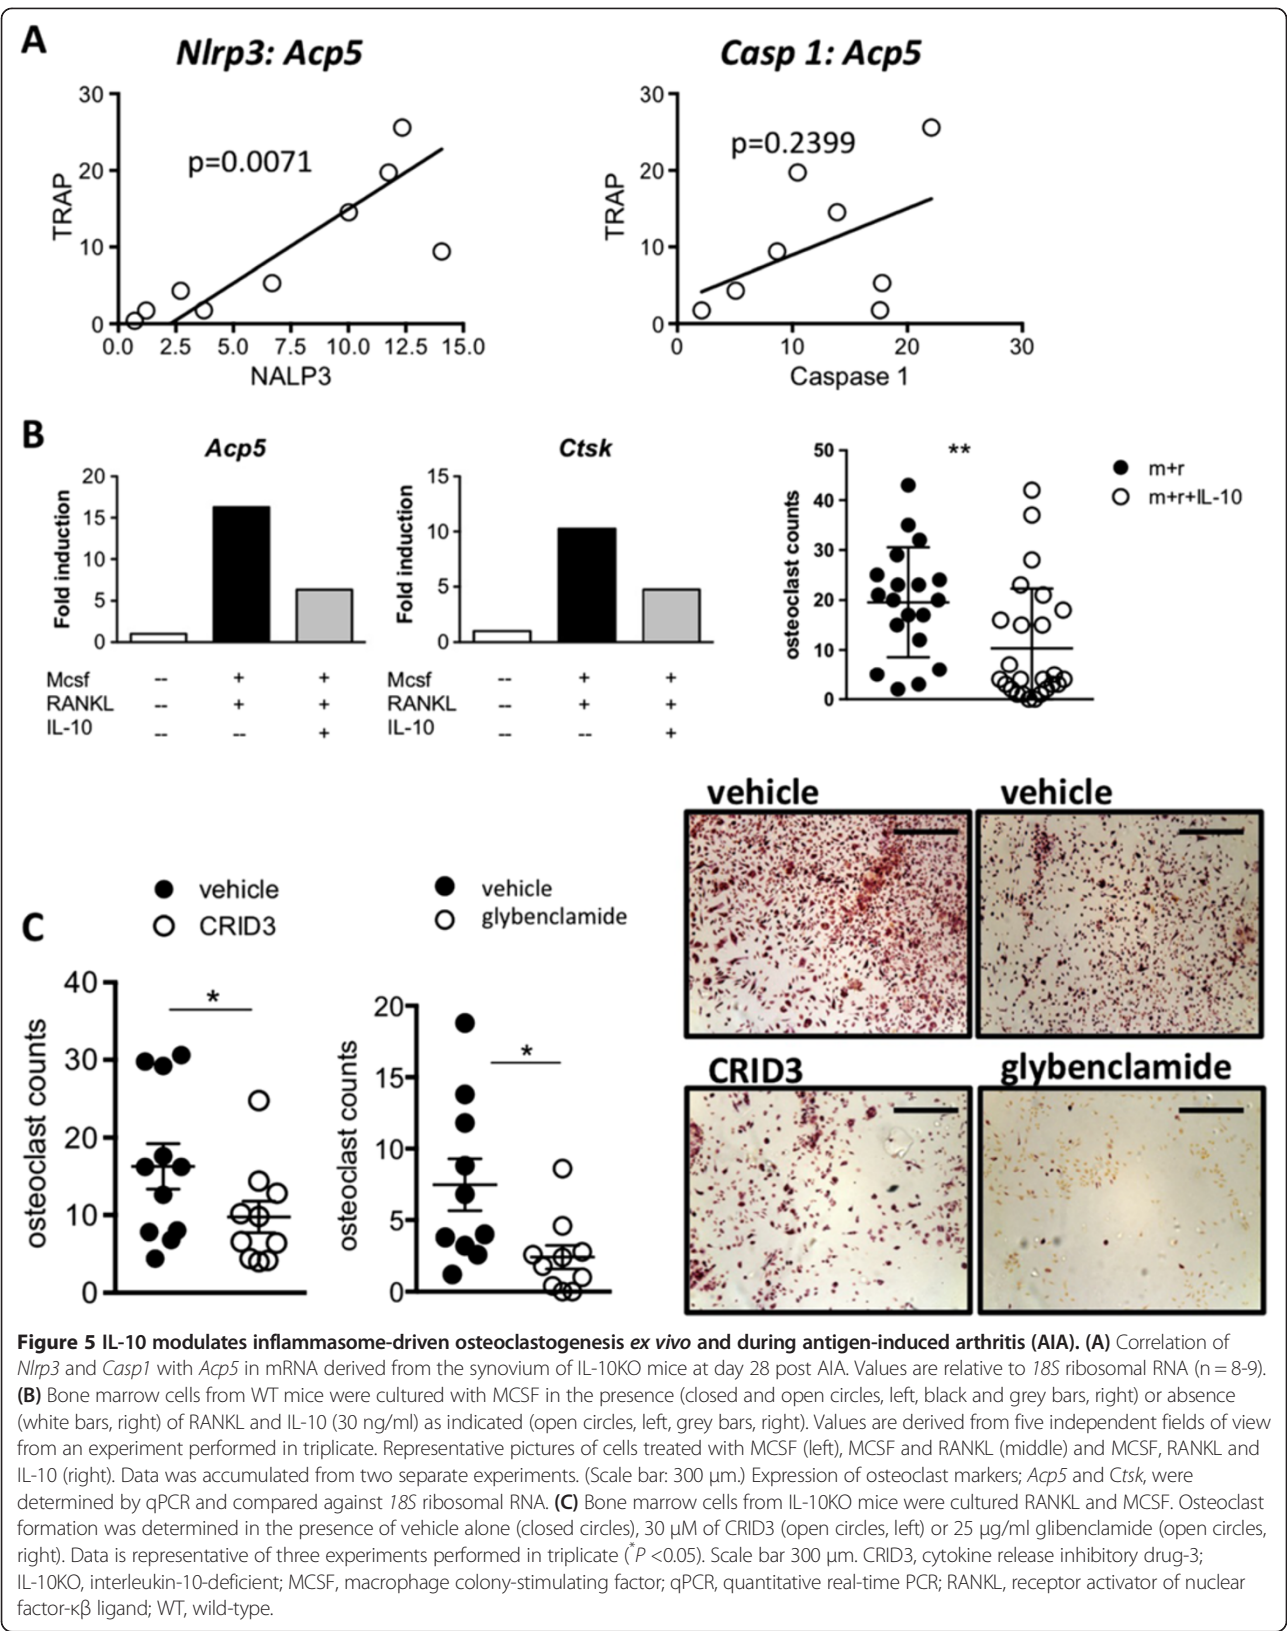 A
Nlrp3: Acp5
Casp 1: Acp5
30
20
10
0
TRAP
p=0.0071
0.0 2.5 5.0 7.5 10.0 12.5 15.0
NALP3
30
20
10
0
TRAP
p=0.2399
0 10 20 30
Caspase 1
B
Acp5
20
15
10
5
0
Fold induction
Mcsf -- + +
RANKL -- + +
IL-10 -- -- +
Ctsk
15
10
5
0
Fold induction
Mcsf -- + +
RANKL -- + +
IL-10 -- -- +
50
40
30
20
10
0
osteoclast counts
**
m+r
m+r+IL-10
C
vehicle
CRID3
40
30
20
10
0
osteoclast counts
*
vehicle
glybenclamide
20
15
10
5
0
osteoclast counts
*
vehicle
vehicle
CRID3
glybenclamide
Figure 5 IL-10 modulates inflammasome-driven osteoclastogenesis ex vivo and during antigen-induced arthritis (AIA). (A) Correlation of
Nlrp3 and Casp1 with Acp5 in mRNA derived from the synovium of IL-10KO mice at day 28 post AIA. Values are relative to 18S ribosomal RNA (n = 8-9).
(B) Bone marrow cells from WT mice were cultured with MCSF in the presence (closed and open circles, left, black and grey bars, right) or absence
(white bars, right) of RANKL and IL-10 (30 ng/ml) as indicated (open circles, left, grey bars, right). Values are derived from five independent fields of view
from an experiment performed in triplicate. Representative pictures of cells treated with MCSF (left), MCSF and RANKL (middle) and MCSF, RANKL and
IL-10 (right). Data was accumulated from two separate experiments. (Scale bar: 300 μm.) Expression of osteoclast markers; Acp5 and Ctsk, were
determined by qPCR and compared against 18S ribosomal RNA. (C) Bone marrow cells from IL-10KO mice were cultured RANKL and MCSF. Osteoclast
formation was determined in the presence of vehicle alone (closed circles), 30 μM of CRID3 (open circles, left) or 25 μg/ml glibenclamide (open circles,
right). Data is representative of three experiments performed in triplicate (*P <0.05). Scale bar 300 μm. CRID3, cytokine release inhibitory drug-3;
IL-10KO, interleukin-10-deficient; MCSF, macrophage colony-stimulating factor; qPCR, quantitative real-time PCR; RANKL, receptor activator of nuclear
factor-κβ ligand; WT, wild-type.